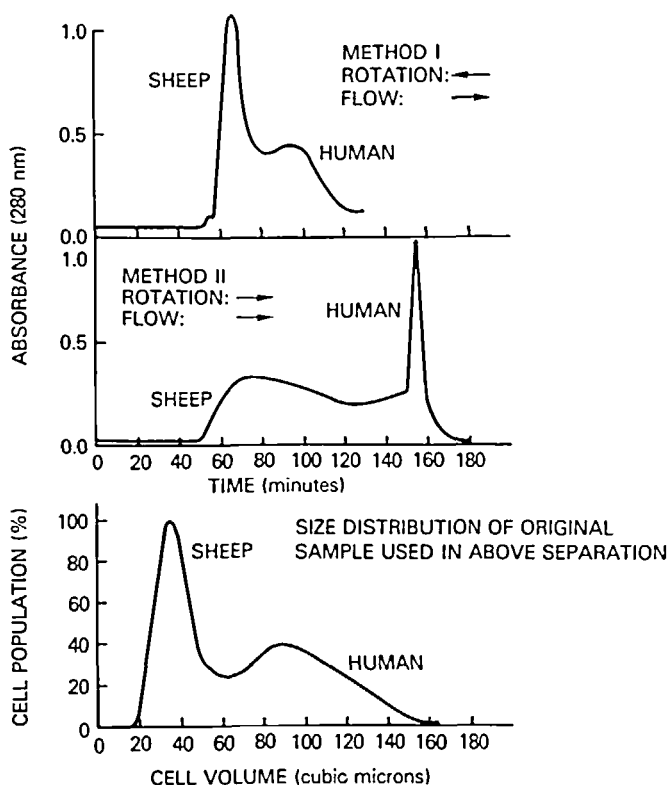 1.0
SHEEP
METHOD I
ROTATION: ←
FLOW: →
0.5
HUMAN
0.0
ABSORBANCE (280 nm)
1.0
METHOD II
ROTATION: →
FLOW: →
HUMAN
0.5
SHEEP
0.0
0 20 40 60 80 100 120 140 160 180
TIME (minutes)
100
80
60
40
20
0
CELL POPULATION (%)
SHEEP
SIZE DISTRIBUTION OF ORIGINAL
SAMPLE USED IN ABOVE SEPARATION
HUMAN
0 20 40 60 80 100 120 140 160 180
CELL VOLUME (cubic microns)